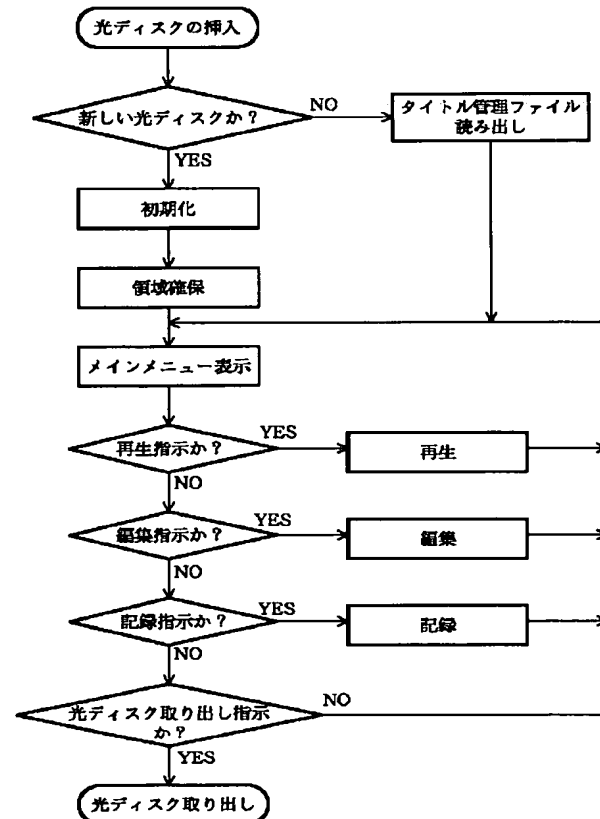 光ディスクの挿入
新しい光ディスクか？
NO
タイトル管理ファイル
読み出し
YES
初期化
領域確保
メインメニュー表示
再生指示か？
YES
再生
NO
編集指示か？
YES
編集
NO
記録指示か？
YES
記録
NO
光ディスク取り出し指示
か？
NO
YES
光ディスク取り出し